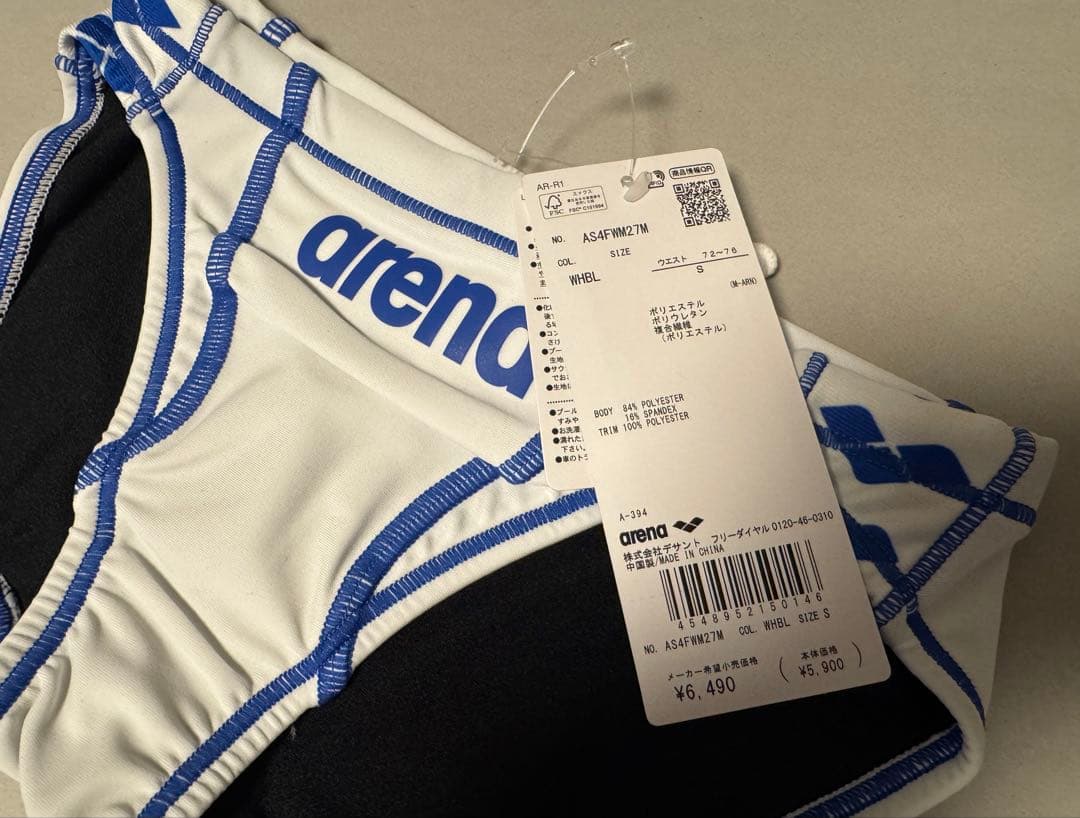 arena
AR-R1
商品情報QR
FSC
FSC® C101904
NO. AS4FWM27M
COL. SIZE
WHBL
ウエスト 72~76
S
(M-ARN)
ポリエステル
ポリウレタン
複合繊維
(ポリエステル)
BODY 84% POLYESTER
16% SPANDEX
TRIM 100% POLYESTER
A-394
arena
株式会社デサント フリーダイヤル 0120-46-0310
中国製/MADE IN CHINA
4548952150146
NO. AS4FWM27M COL. WHBL SIZE S
メーカー希望小売価格 (本体価格
¥6,490 ¥5,900)